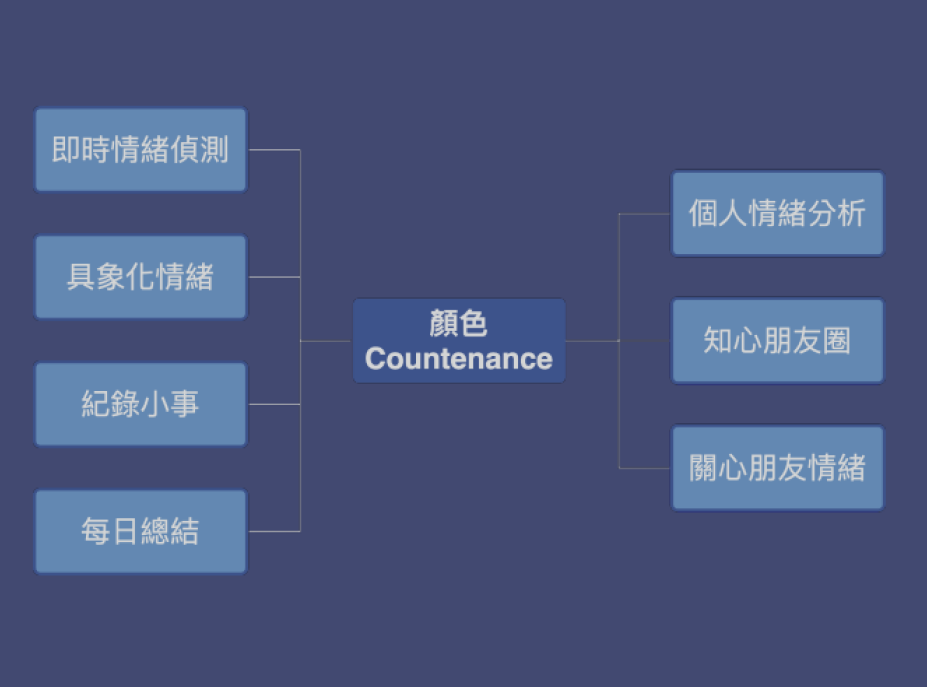 即時情緒偵測
具象化情緒
紀錄小事
每日總結
顏色
Countenance
個人情緒分析
知心朋友圈
關心朋友情緒